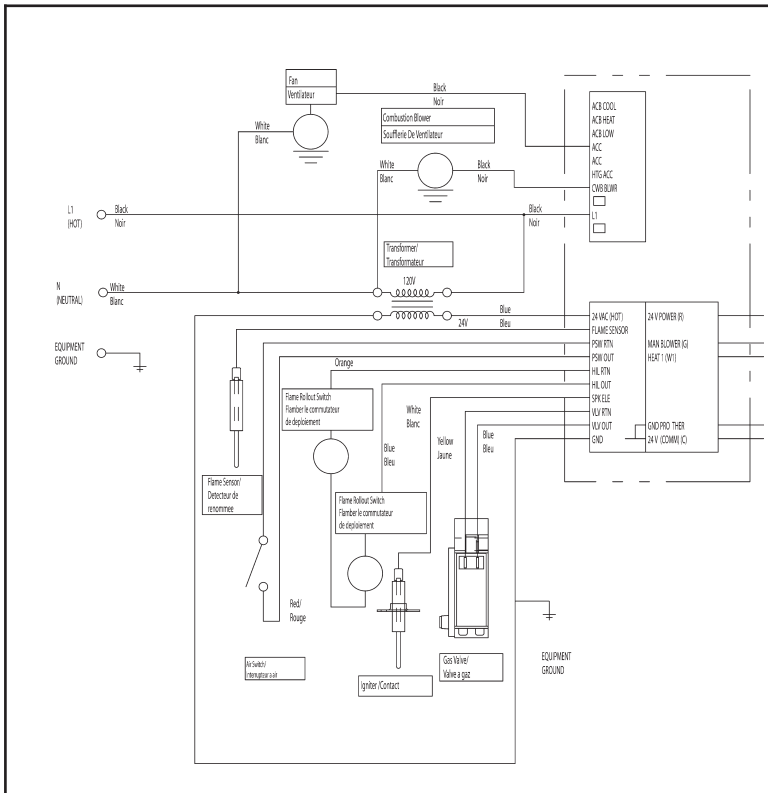 Fan
Ventilateur
Black
Noir
Combustion Blower
Soufflerie De Ventilateur
White
Blanc
White
Blanc
Black
Noir
ACB COOL
ACB HEAT
ACB LOW
ACC
ACC
HTG ACC
CWB BLWR
L1
L1
(HOT)
Black
Noir
Black
Noir
Transformer/
Transformateur
120V
N
(NEUTRAL)
White
Blanc
Blue
Bleu
24V
EQUIPMENT
GROUND
24 VAC (HOT)
FLAME SENSOR
PSW RTN
PSW OUT
HIL RTN
HIL OUT
SPK ELE
VLV RTN
VLV OUT
GND
24 V POWER (R)
MAN BLOWER (G)
HEAT 1 (W1)
GND PRO THER
24 V (COMM) (C)
Orange
Flame Rollout Switch
Flamber le commutateur
de deploiement
White
Blanc
Blue
Bleu
Yellow
Jaune
Blue
Bleu
Flame Sensor/
Detecteur de
renommee
Flame Rollout Switch
Flamber le commutateur
de deploiement
Red/
Rouge
Air Switch/
interrupteur a air
Igniter /Contact
Gas Valve/
Valve a gaz
EQUIPMENT
GROUND